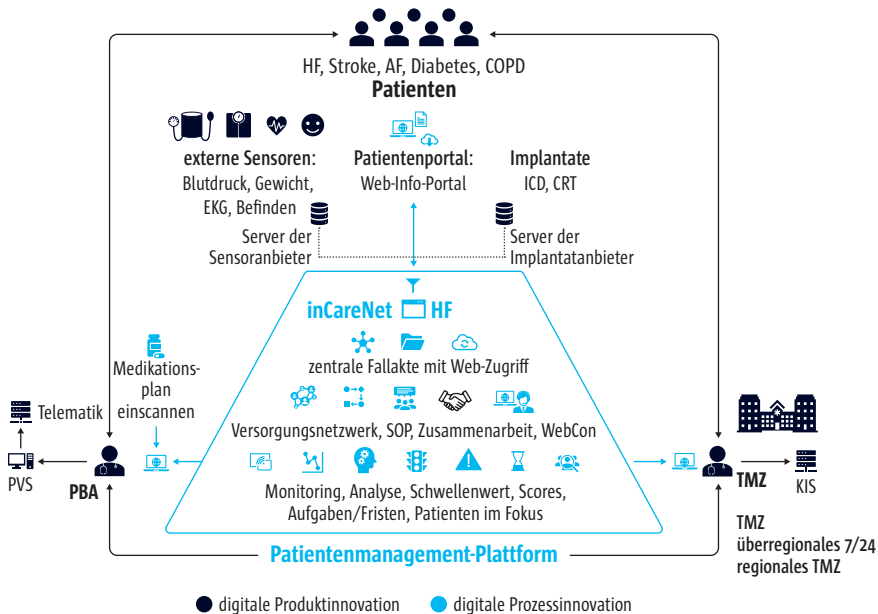 HF, Stroke, AF, Diabetes, COPD
Patienten
externe Sensoren:
Blutdruck, Gewicht,
EKG, Befinden
Patientenportal:
Web-Info-Portal
Implantate
ICD, CRT
Server der
Sensoranbieter
Server der
Implantatanbieter
inCareNet HF
zentrale Fallakte mit Web-Zugriff
Medikations-
plan
einscannen
Telematik
Versorgungsnetzwerk, SOP, Zusammenarbeit, WebCon
PVS
PBA
TMZ
KIS
Monitoring, Analyse, Schwellenwert, Scores,
Aufgaben/Fristen, Patienten im Fokus
TMZ
überregionales 7/24
regionales TMZ
Patientenmanagement-Plattform
digitale Produktinnovation
digitale Prozessinnovation